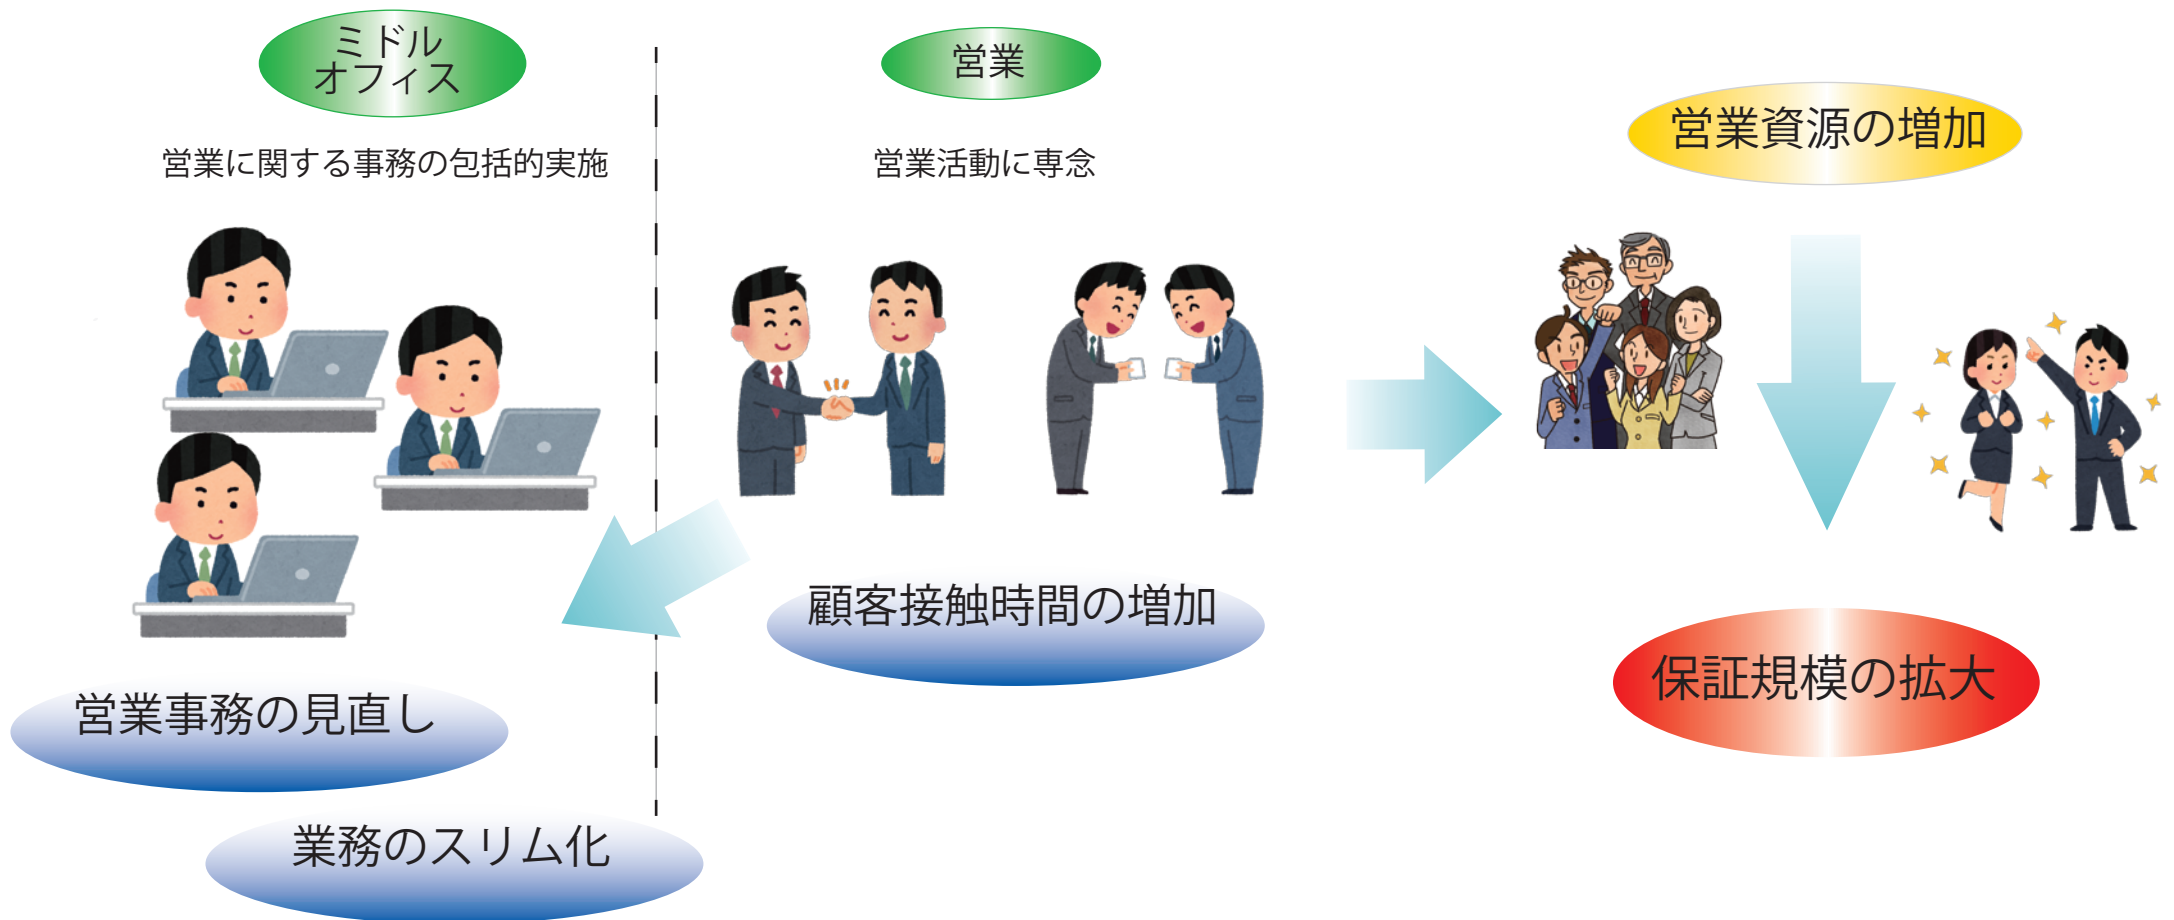 ミドル
オフィス
営業に関する事務の包括的実施
営業
営業活動に専念
営業資源の増加
顧客接触時間の増加
営業事務の見直し
業務のスリム化
保証規模の拡大